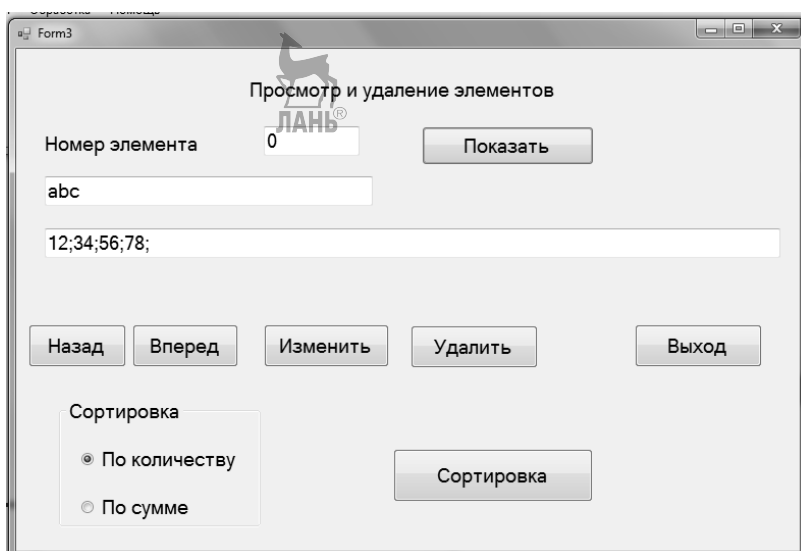 Form3
Просмотр и удаление элементов
ЛАНЬ®
Номер элемента 0 Показать
abc
12;34;56;78;
Назад Вперед Изменить Удалить Выход
Сортировка
По количеству
Сортировка
По сумме